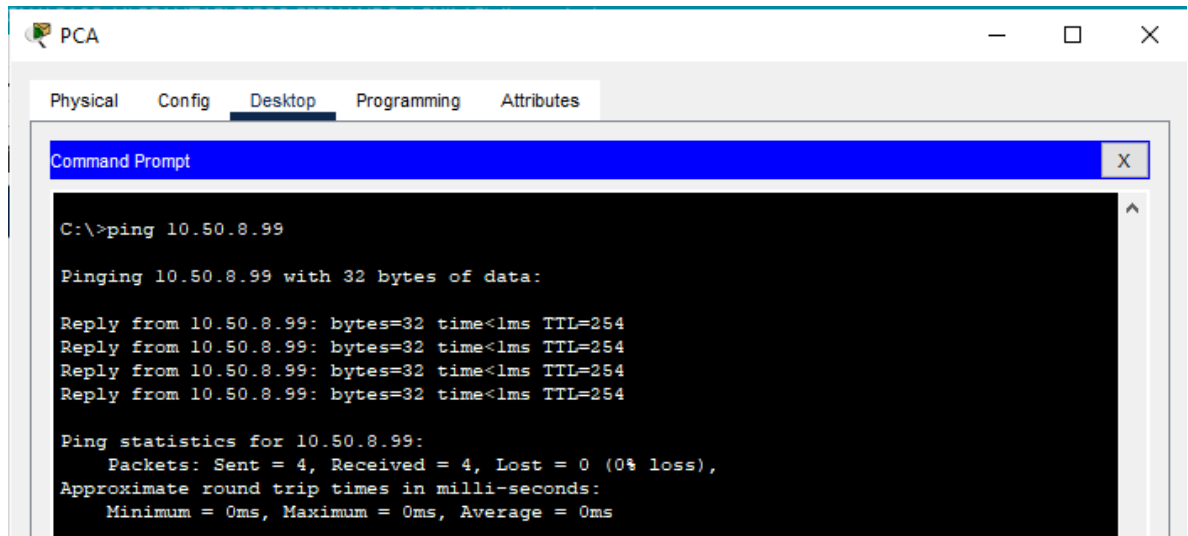 PCA
Physical Config Desktop Programming Attributes
Command Prompt X
C:\>ping 10.50.8.99
Pinging 10.50.8.99 with 32 bytes of data:
Reply from 10.50.8.99: bytes=32 time<1ms TTL=254
Reply from 10.50.8.99: bytes=32 time<1ms TTL=254
Reply from 10.50.8.99: bytes=32 time<1ms TTL=254
Reply from 10.50.8.99: bytes=32 time<1ms TTL=254
Ping statistics for 10.50.8.99:
Packets: Sent = 4, Received = 4, Lost = 0 (0% loss),
Approximate round trip times in milli-seconds:
Minimum = 0ms, Maximum = 0ms, Average = 0ms